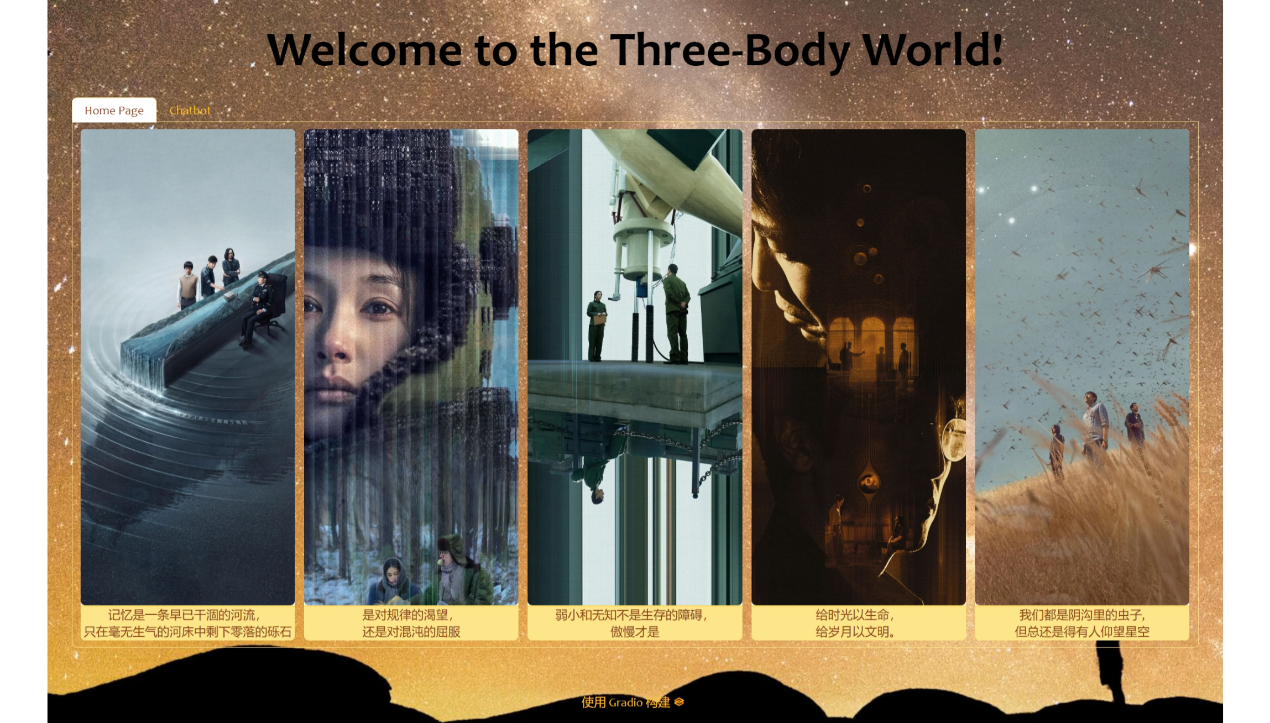 Welcome to the Three-Body World!
Home Page
Chatbot
记忆是一条早已干涸的河流，
只在毫无生气的河床中剩下零落的砾石
是对规律的渴望，
还是对混沌的屈服
弱小和无知不是生存的障碍，
傲慢才是
给时光以生命，
给岁月以文明。
我们都是阴沟里的虫子，
但总还是得有人仰望星空
使用 Gradio 构建